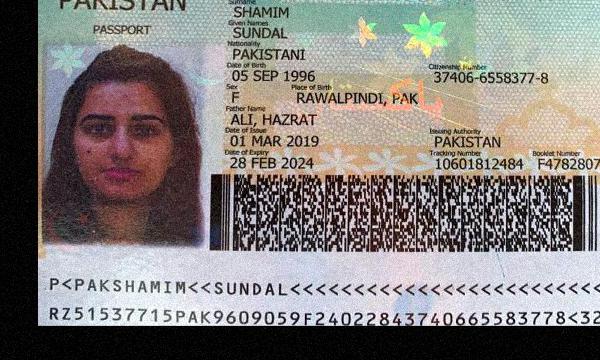 PAKISTAN
PASSPORT
Surname
SHAMIM
Given Names
SUNDAL
Nationality
PAKISTANI
Date of Birth Citizenship Number
05 SEP 1996 37406-6558377-8
Sex Place of Birth
F RAWALPINDI, PAK
Father Name
ALI, HAZRAT
Date of Issue Issuing Authority
01 MAR 2019 PAKISTAN
Date of Expiry Tracking Number Booklet Number
28 FEB 2024 10601812484 F4782807
P<PAKSHAMIM<<SUNDAL<<<<<<<<<<<<<<<<<<<<<<<<
RZ51537715PAK9609059F24022843740665583778<32